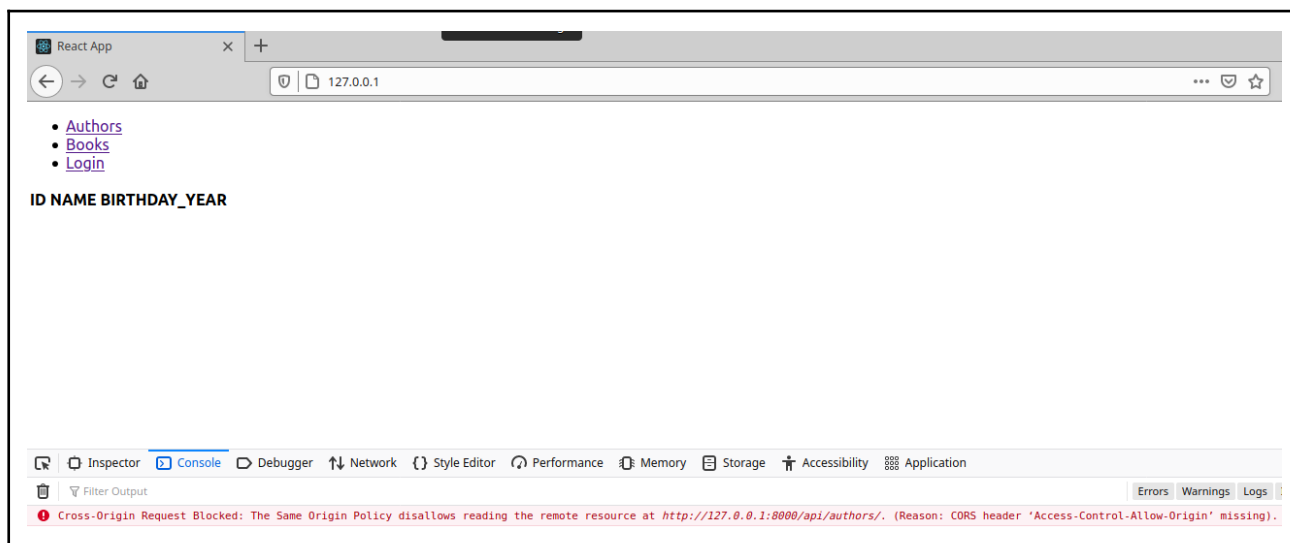 React App
127.0.0.1
Authors
Books
Login
ID NAME BIRTHDAY_YEAR
Inspector Console Debugger Network Style Editor Performance Memory Storage Accessibility Application
Filter Output Errors Warnings Logs
Cross-Origin Request Blocked: The Same Origin Policy disallows reading the remote resource at http://127.0.0.1:8000/api/authors/. (Reason: CORS header ‘Access-Control-Allow-Origin’ missing).